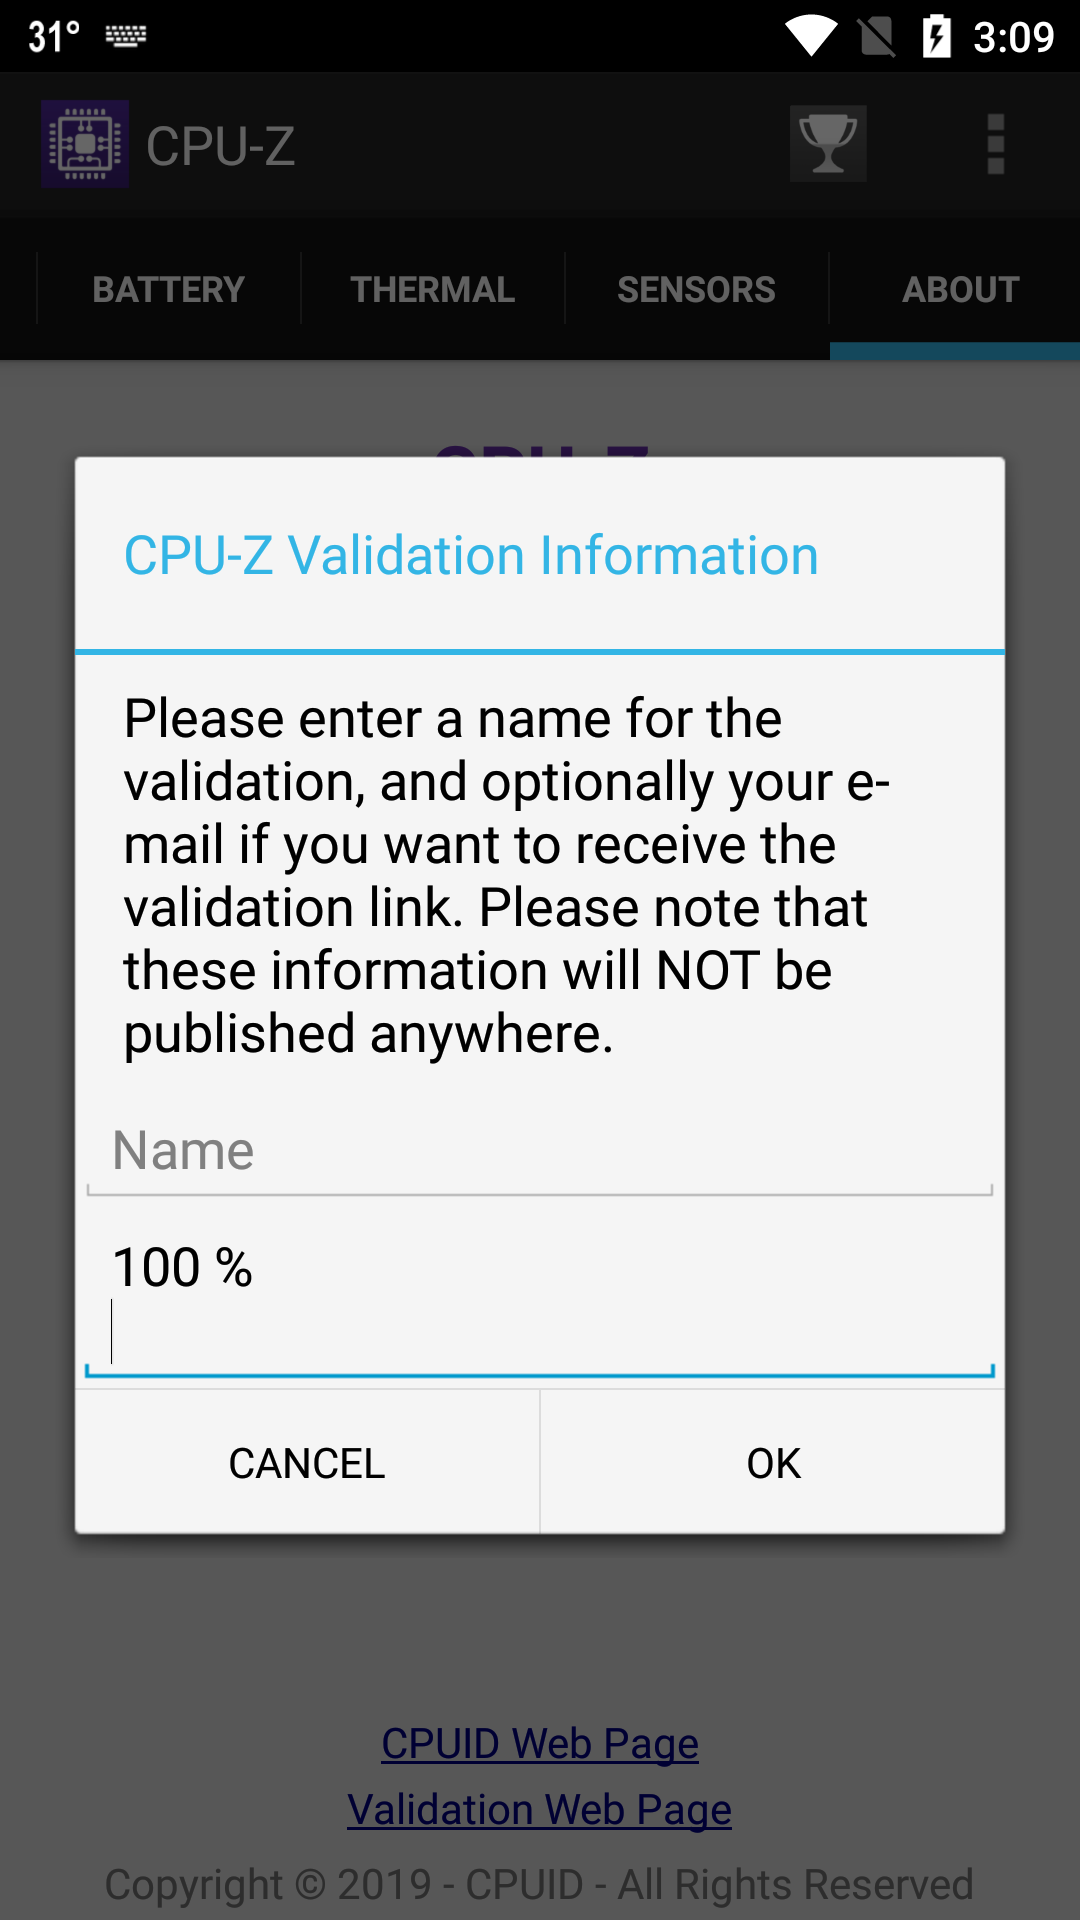 31° 3:09
CPU-Z
BATTERY THERMAL SENSORS ABOUT
CPU-Z
CPU-Z Validation Information
Please enter a name for the
validation, and optionally your e-
mail if you want to receive the
validation link. Please note that
these information will NOT be
published anywhere.
Name
100 %
CANCEL OK
CPUID Web Page
Validation Web Page
Copyright © 2019 - CPUID - All Rights Reserved